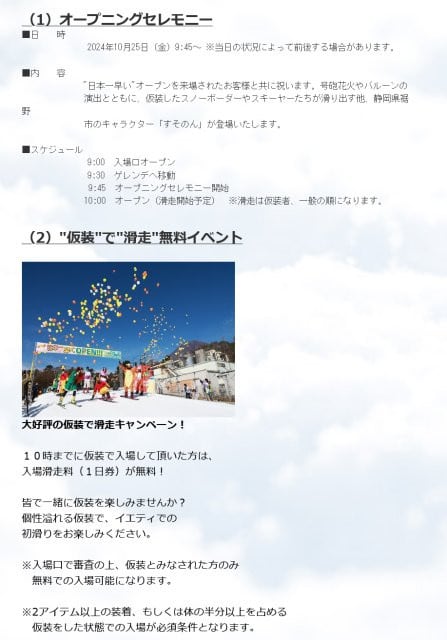 （1）オープニングセレモニー
■日　　時
2024年10月25日（金）9:45～ ※当日の状況によって前後する場合があります。
■内　　容
"日本一早い"オープンを来場されたお客様と共に祝います。号砲花火やバルーンの
演出とともに、仮装したスノーボーダーやスキーヤーたちが滑り出す他、静岡県裾
野
市のキャラクター「すそのん」が登場いたします。
■スケジュール
9:00　入場口オープン
9:30　ゲレンデへ移動
9:45　オープニングセレモニー開始
10:00　オープン（滑走開始予定）　※滑走は仮装者、一般の順になります。
（2）"仮装"で"滑走"無料イベント
OPEN!!
大好評の仮装で滑走キャンペーン！
１０時までに仮装で入場して頂いた方は、
入場滑走料（１日券）が無料！
皆で一緒に仮装を楽しみませんか？
個性溢れる仮装で、イエティでの
初滑りをお楽しみください。
※入場口で審査の上、仮装とみなされた方のみ
無料での入場可能になります。
※2アイテム以上の装着、もしくは体の半分以上を占める
仮装をした状態での入場が必須条件となります。